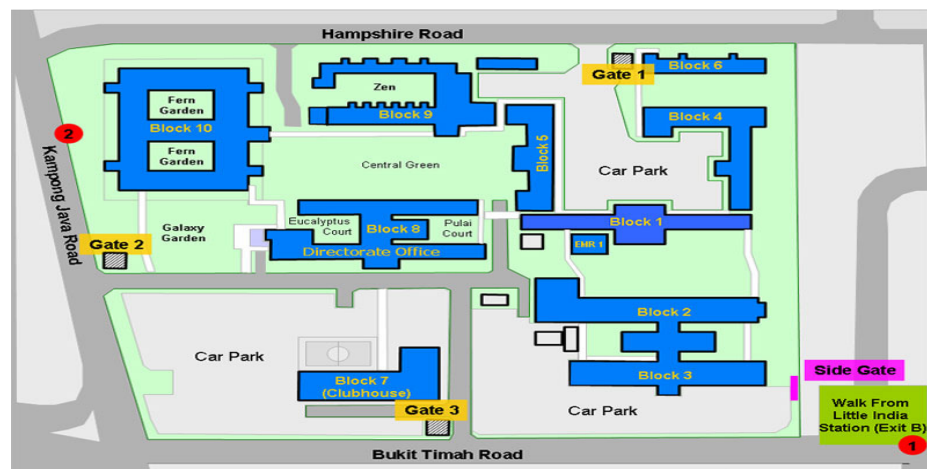 Hampshire Road
Gate 1
Block 6
Zen
Fern
Garden
Block 10
Fern
Garden
Block 9
Block 5
Block 4
2
Kampong Java Road
Central Green
Car Park
Eucalyptus
Court
Block 8
Pulai
Court
Block 1
Galaxy
Garden
Gate 2
Directorate Office
EMR 1
Block 2
Car Park
Block 7
(Clubhouse)
Gate 3
Block 3
Car Park
Side Gate
Walk From
Little India
Station (Exit B)
1
Bukit Timah Road